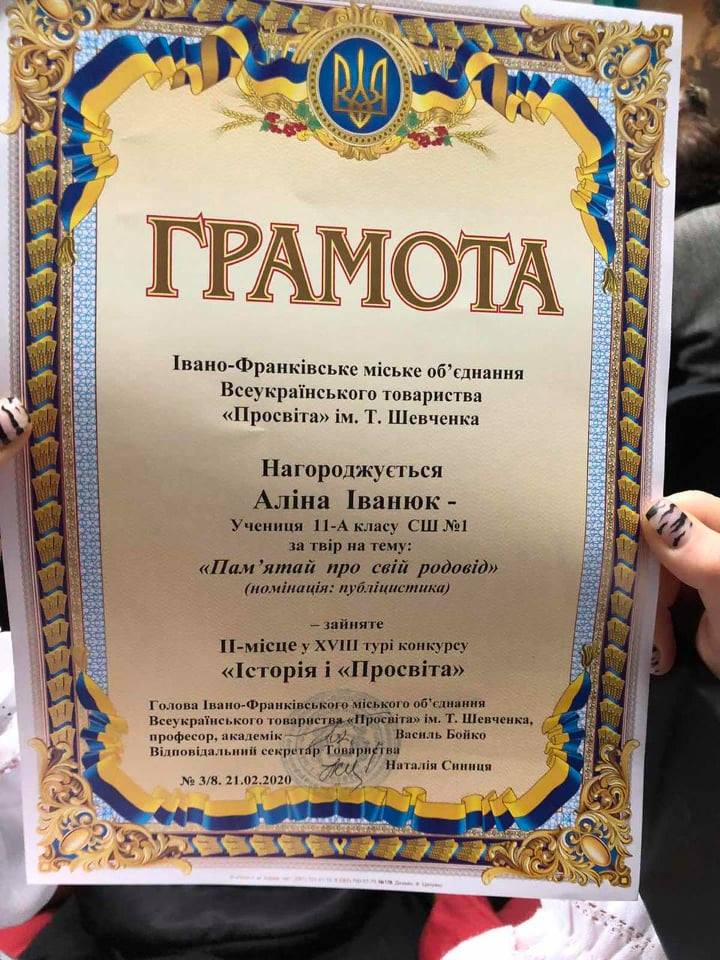 ГРАМОТА
Івано-Франківське міське об’єднання
Всеукраїнського товариства
«Просвіта» ім. Т. Шевченка
Нагороджується
Аліна Іванюк -
Учениця 11-А класу СШ №1
за твір на тему:
«Пам’ятай про свій родовід»
(номінація: публіцистика)
– зайняте
ІІ-місце у XVIII турі конкурсу
«Історія і «Просвіта»
Голова Івано-Франківського міського об’єднання
Всеукраїнського товариства «Просвіта» ім. Т. Шевченка,
професор, академік Василь Бойко
Відповідальний секретар Товариства
Наталія Синиця
№ 3/8. 21.02.2020